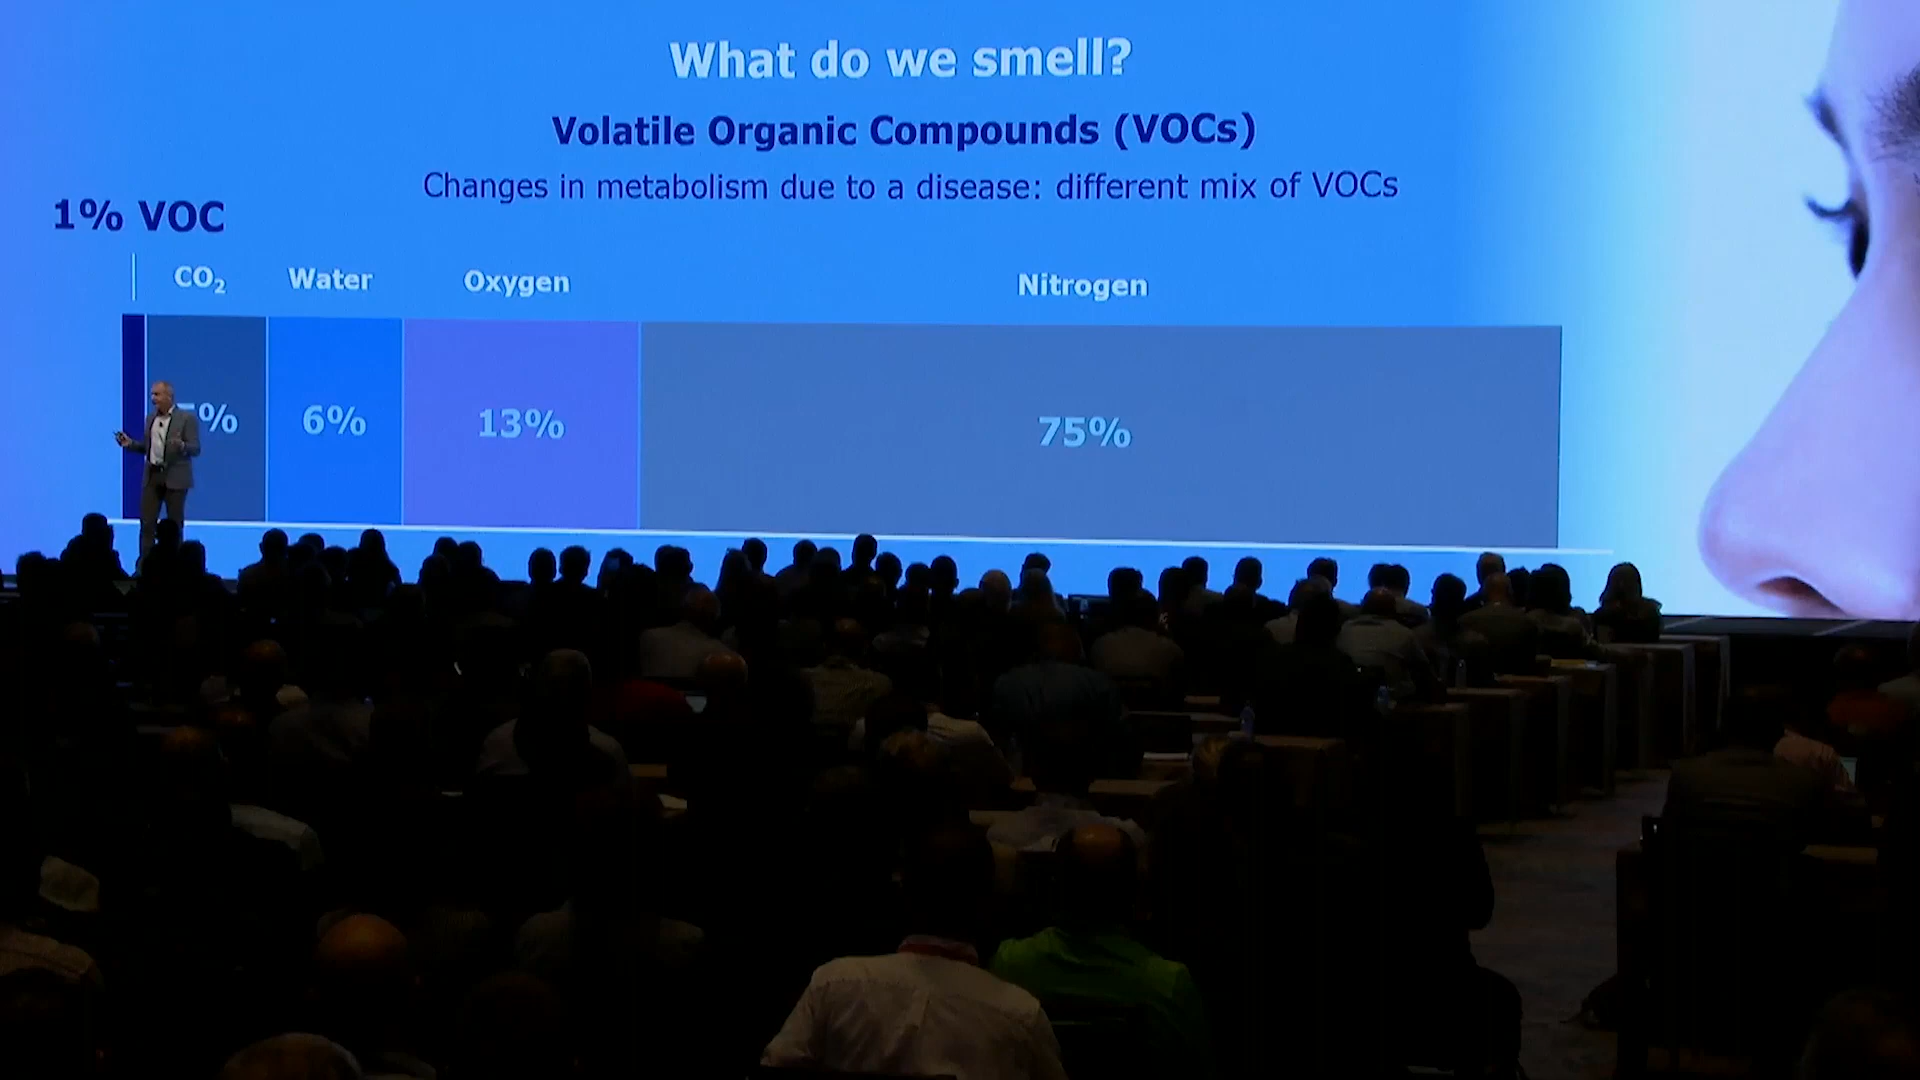 What do we smell?
Volatile Organic Compounds (VOCs)
Changes in metabolism due to a disease: different mix of VOCs
1% VOC
CO₂ Water Oxygen Nitrogen
% 6% 13% 75%